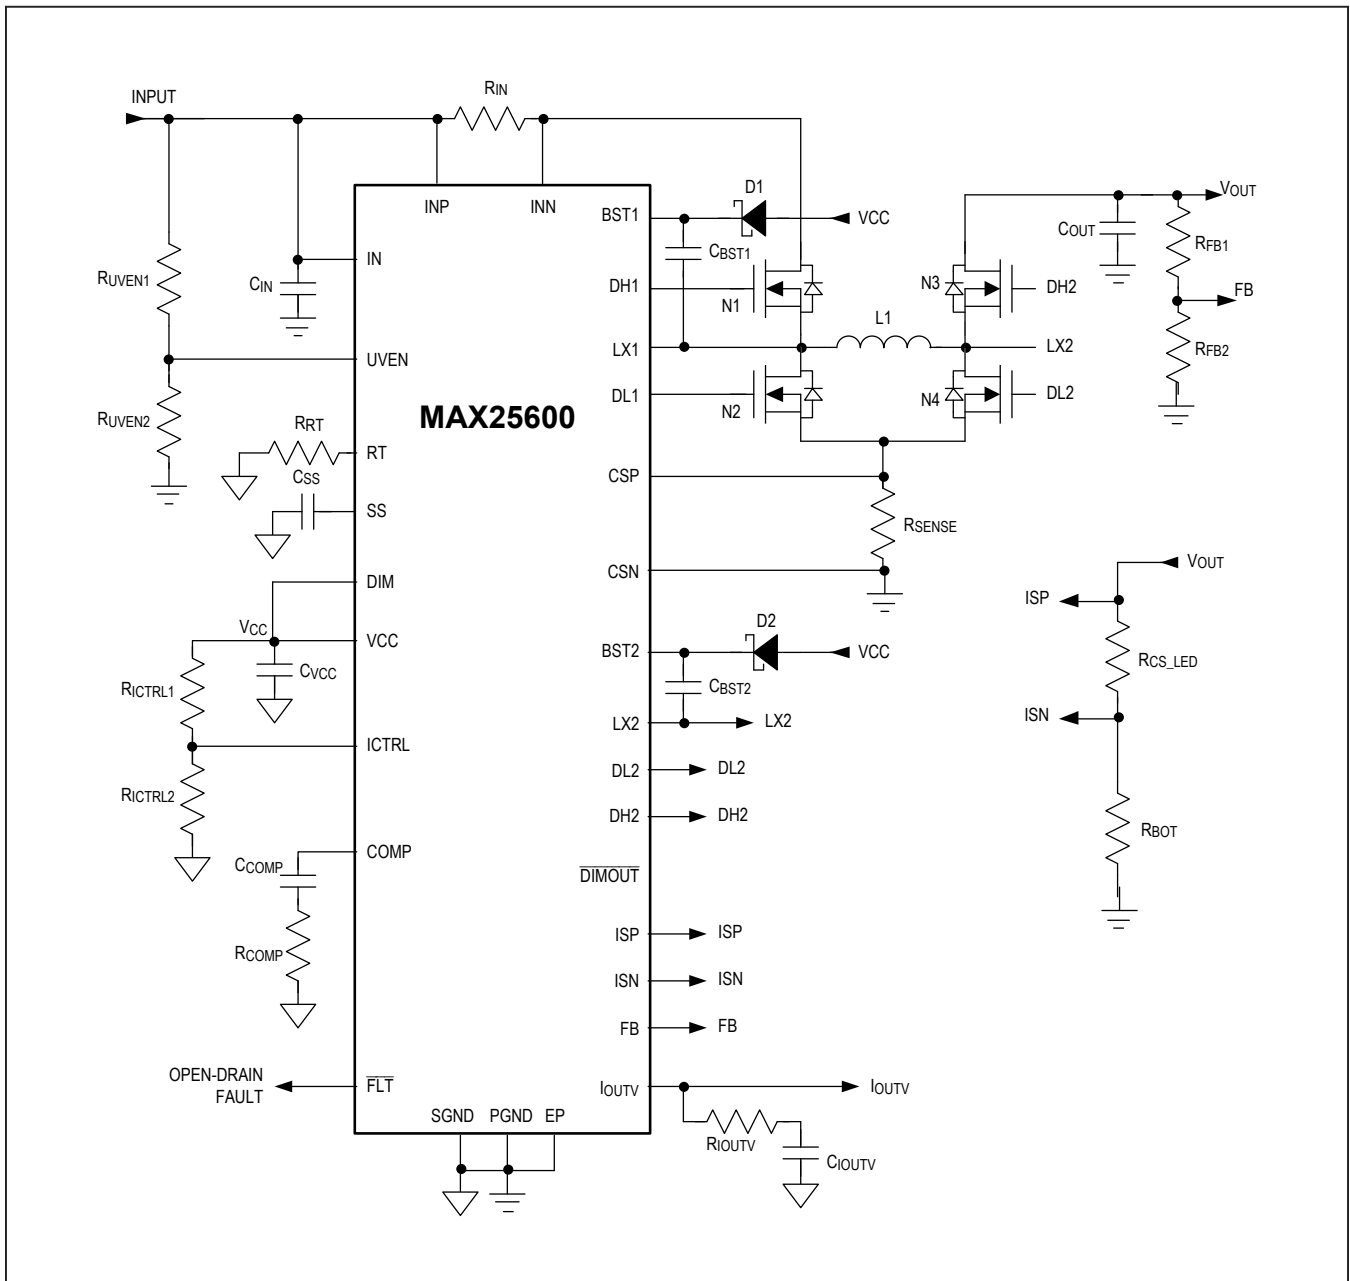 INPUT
RIN
INP
INN
D1
BST1
VCC
CBST1
VOUT
COUT
RFB1
IN
CIN
RUVEN1
DH1
N1
N3
DH2
FB
L1
UVEN
LX1
LX2
RFB2
RUVEN2
MAX25600
DL1
N2
N4
DL2
RRT
RT
CSS
SS
CSP
RSENSE
DIM
CSN
VOUT
ISP
VCC
VCC
CVCC
D2
BST2
VCC
CBST2
RCS_LED
RICTRL1
LX2
LX2
ISN
ICTRL
DL2
DL2
RICTRL2
DH2
DH2
RBOT
COMP
CCOMP
DIMOUT
RCOMP
ISP
ISP
ISN
ISN
FB
FB
OPEN-DRAIN
FAULT
FLT
IOUTV
IOUTV
SGND
PGND
EP
RIOUTV
CIOUTV